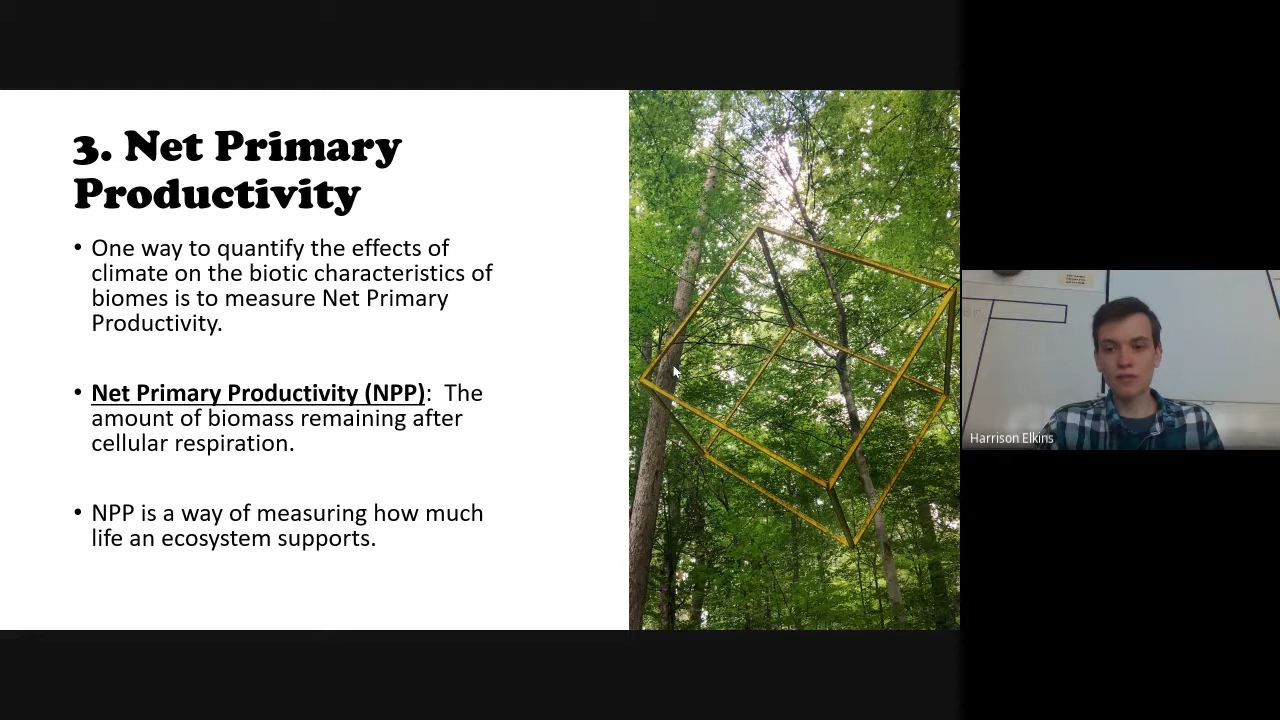 3. Net Primary
Productivity
• One way to quantify the effects of
climate on the biotic characteristics of
biomes is to measure Net Primary
Productivity.
• Net Primary Productivity (NPP):  The
amount of biomass remaining after
cellular respiration.
• NPP is a way of measuring how much
life an ecosystem supports.
Harrison Elkins